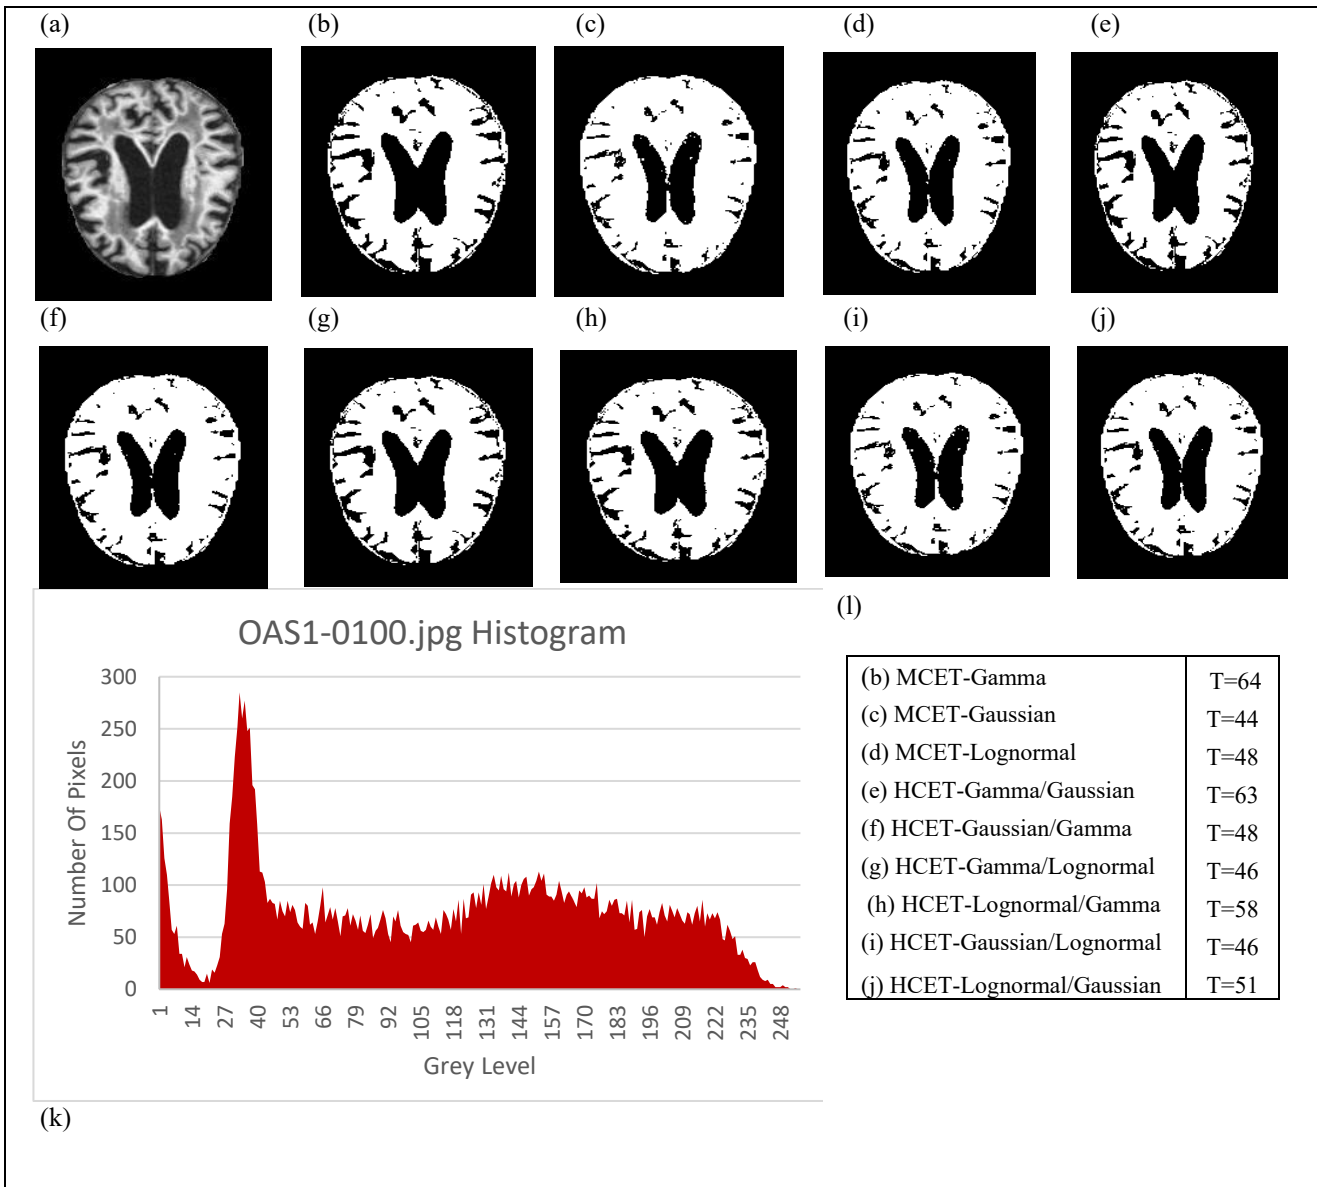 (a) (b) (c) (d) (e)
(f) (g) (h) (i) (j)
OAS1-0100.jpg Histogram
Number Of Pixels
300
250
200
150
100
50
0
1 14 27 40 53 66 79 92 105 118 131 144 157 170 183 196 209 222 235 248
Grey Level
(k)
(l)
(b) MCET-Gamma T=64
(c) MCET-Gaussian T=44
(d) MCET-Lognormal T=48
(e) HCET-Gamma/Gaussian T=63
(f) HCET-Gaussian/Gamma T=48
(g) HCET-Gamma/Lognormal T=46
(h) HCET-Lognormal/Gamma T=58
(i) HCET-Gaussian/Lognormal T=46
(j) HCET-Lognormal/Gaussian T=51